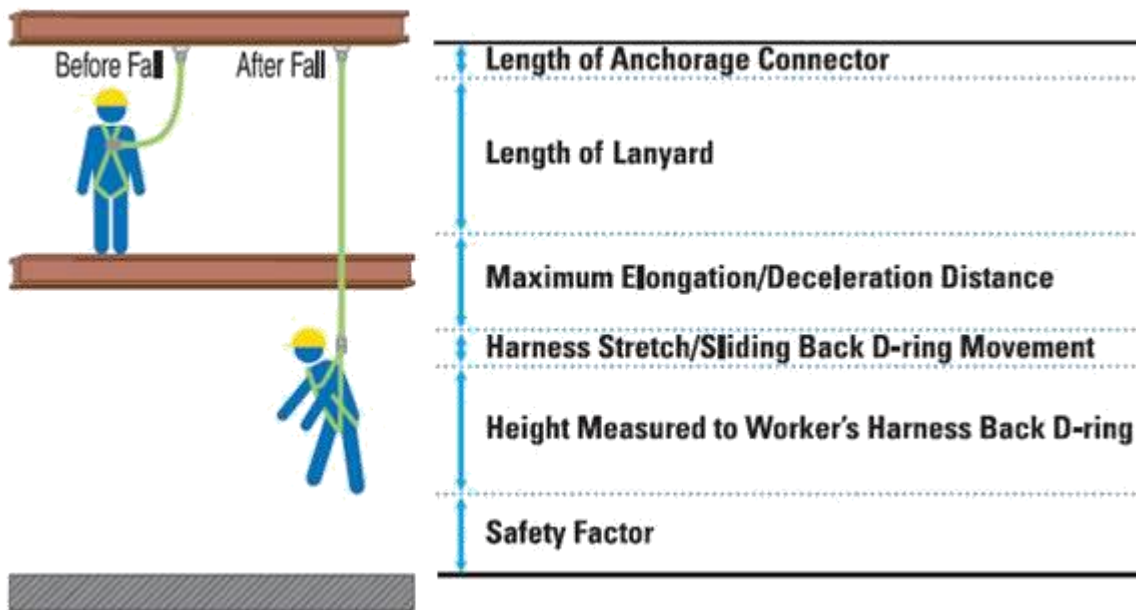 Before Fall
After Fall
Length of Anchorage Connector
Length of Lanyard
Maximum Elongation/Deceleration Distance
Harness Stretch/Sliding Back D-ring Movement
Height Measured to Worker's Harness Back D-ring
Safety Factor